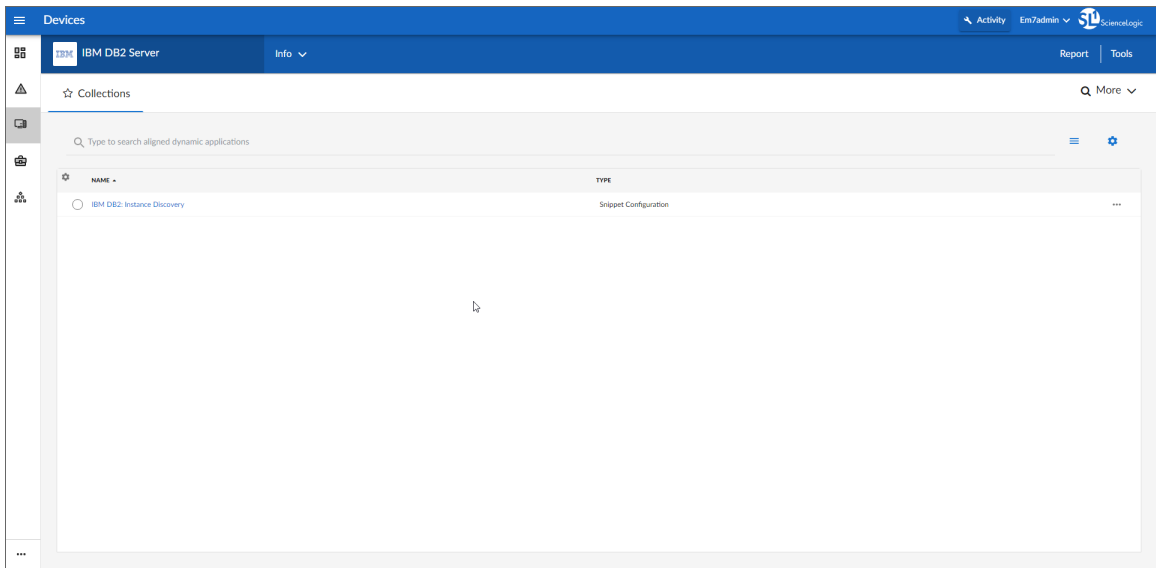 Devices
Activity
Em7admin
SL1 ScienceLogic
IBM
IBM DB2 Server
Info
Report
Tools
Collections
More
Type to search aligned dynamic applications
NAME
TYPE
IBM DB2: Instance Discovery
Snippet Configuration